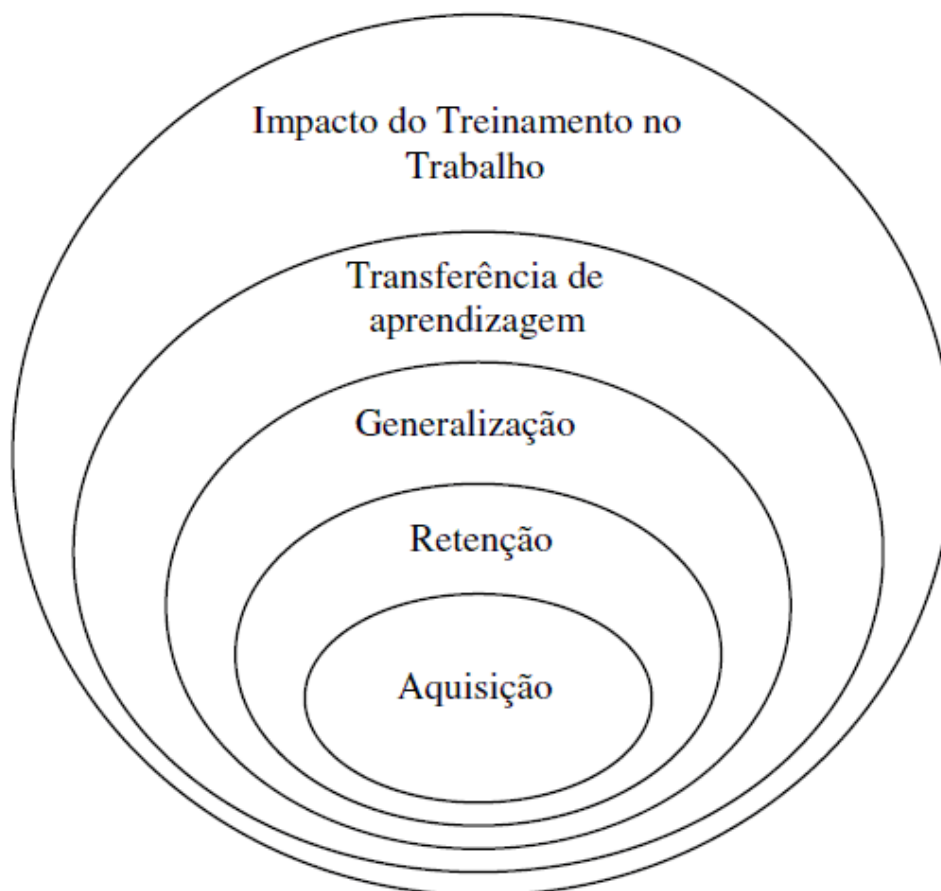 Impacto do Treinamento no
Trabalho
Transferência de
aprendizagem
Generalização
Retenção
Aquisição